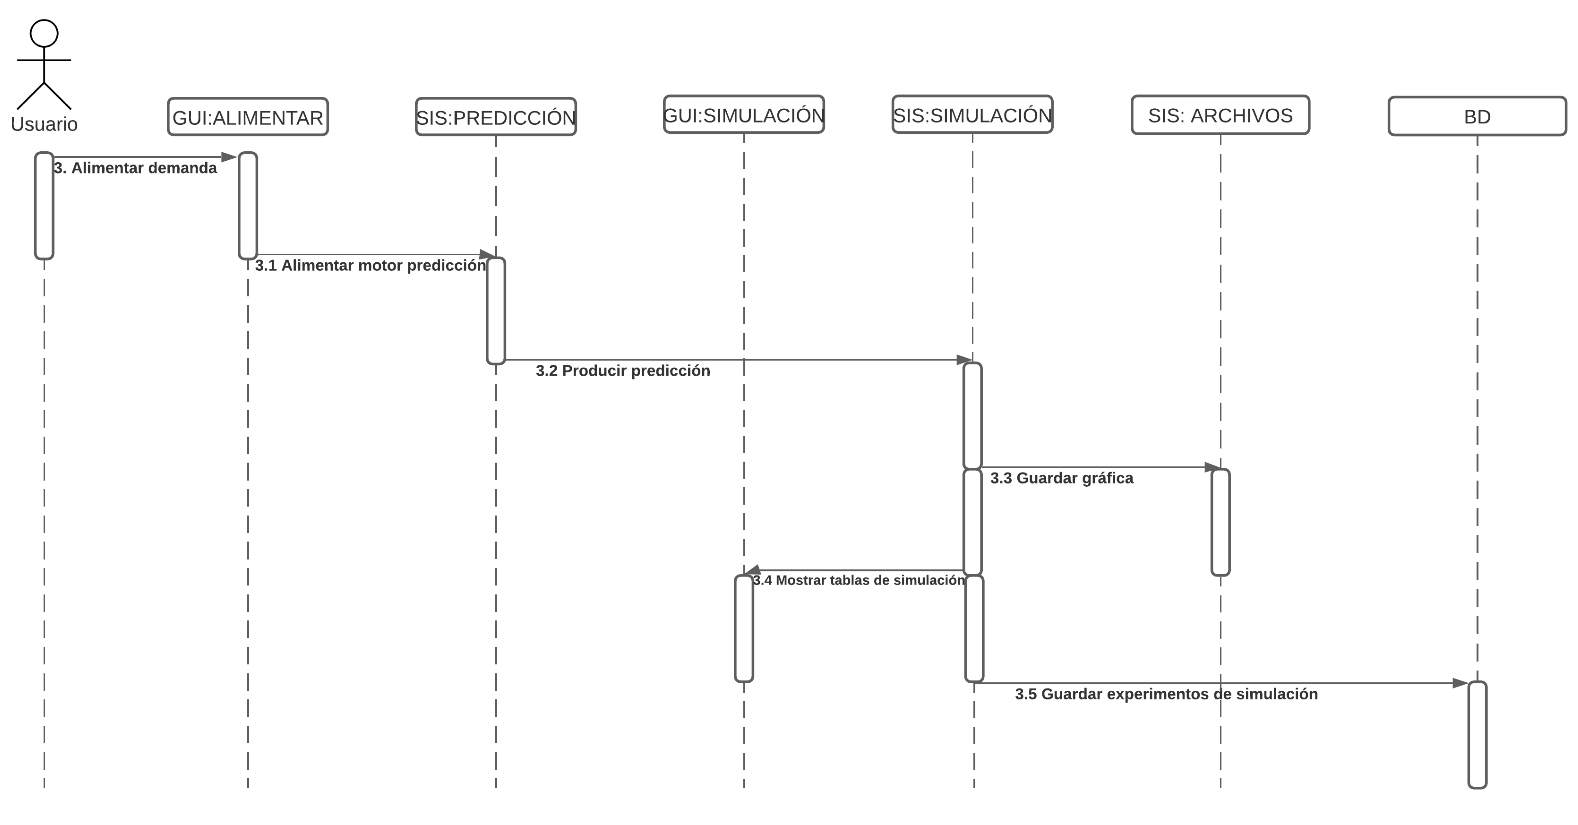 Usuario
GUI:ALIMENTAR
SIS:PREDICCIÓN
GUI:SIMULACIÓN
SIS:SIMULACIÓN
SIS: ARCHIVOS
BD
3. Alimentar demanda
3.1 Alimentar motor predicción
3.2 Producir predicción
3.3 Guardar gráfica
3.4 Mostrar tablas de simulación
3.5 Guardar experimentos de simulación